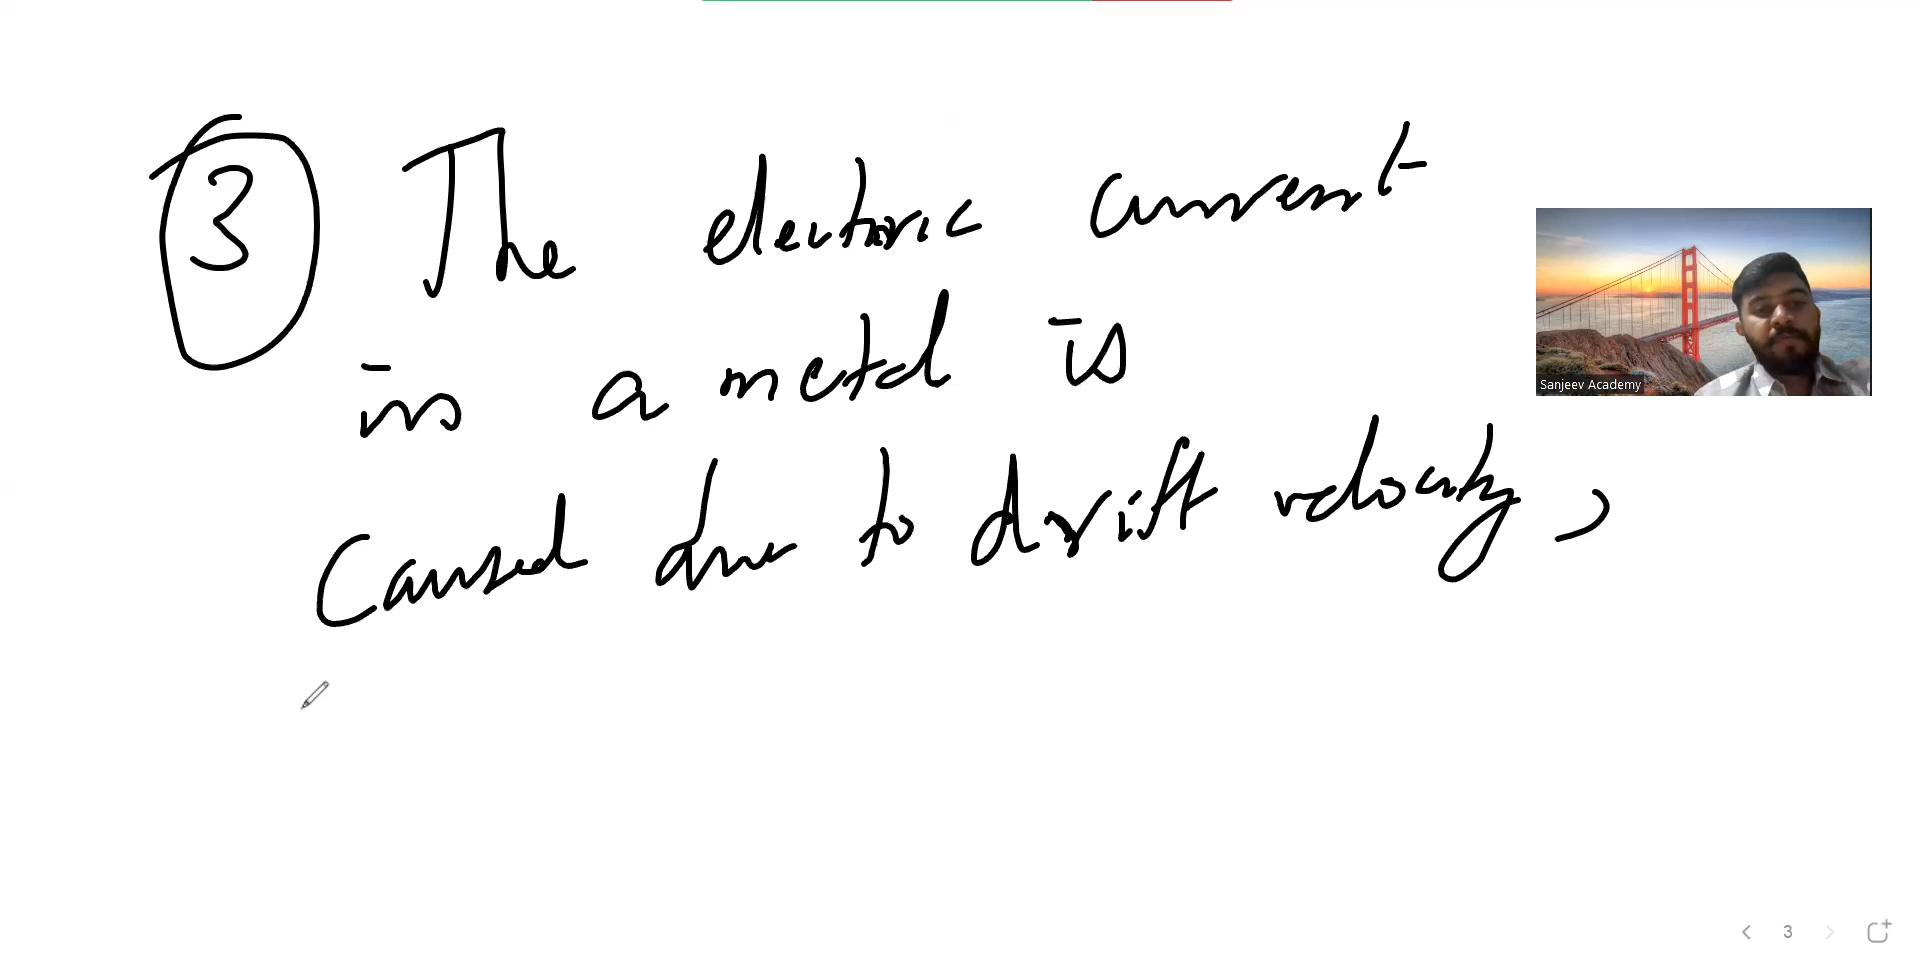 3 The electric current
in a metal is
Caused due to drift velocity,
Sanjeev Academy
3